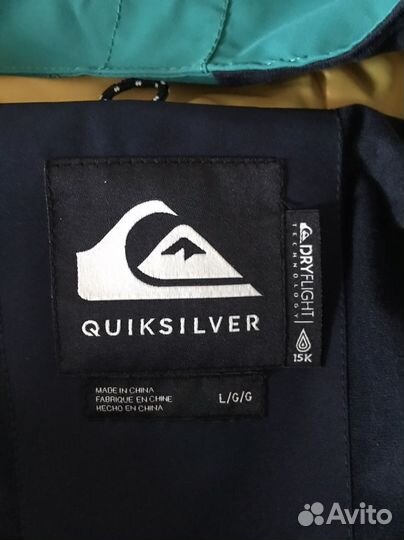 QUIKSILVER
DRYFLIGHT
TECHNOLOGY
15K
MADE IN CHINA
FABRIQUE EN CHINE
HECHO EN CHINA
L/G/G
Avito